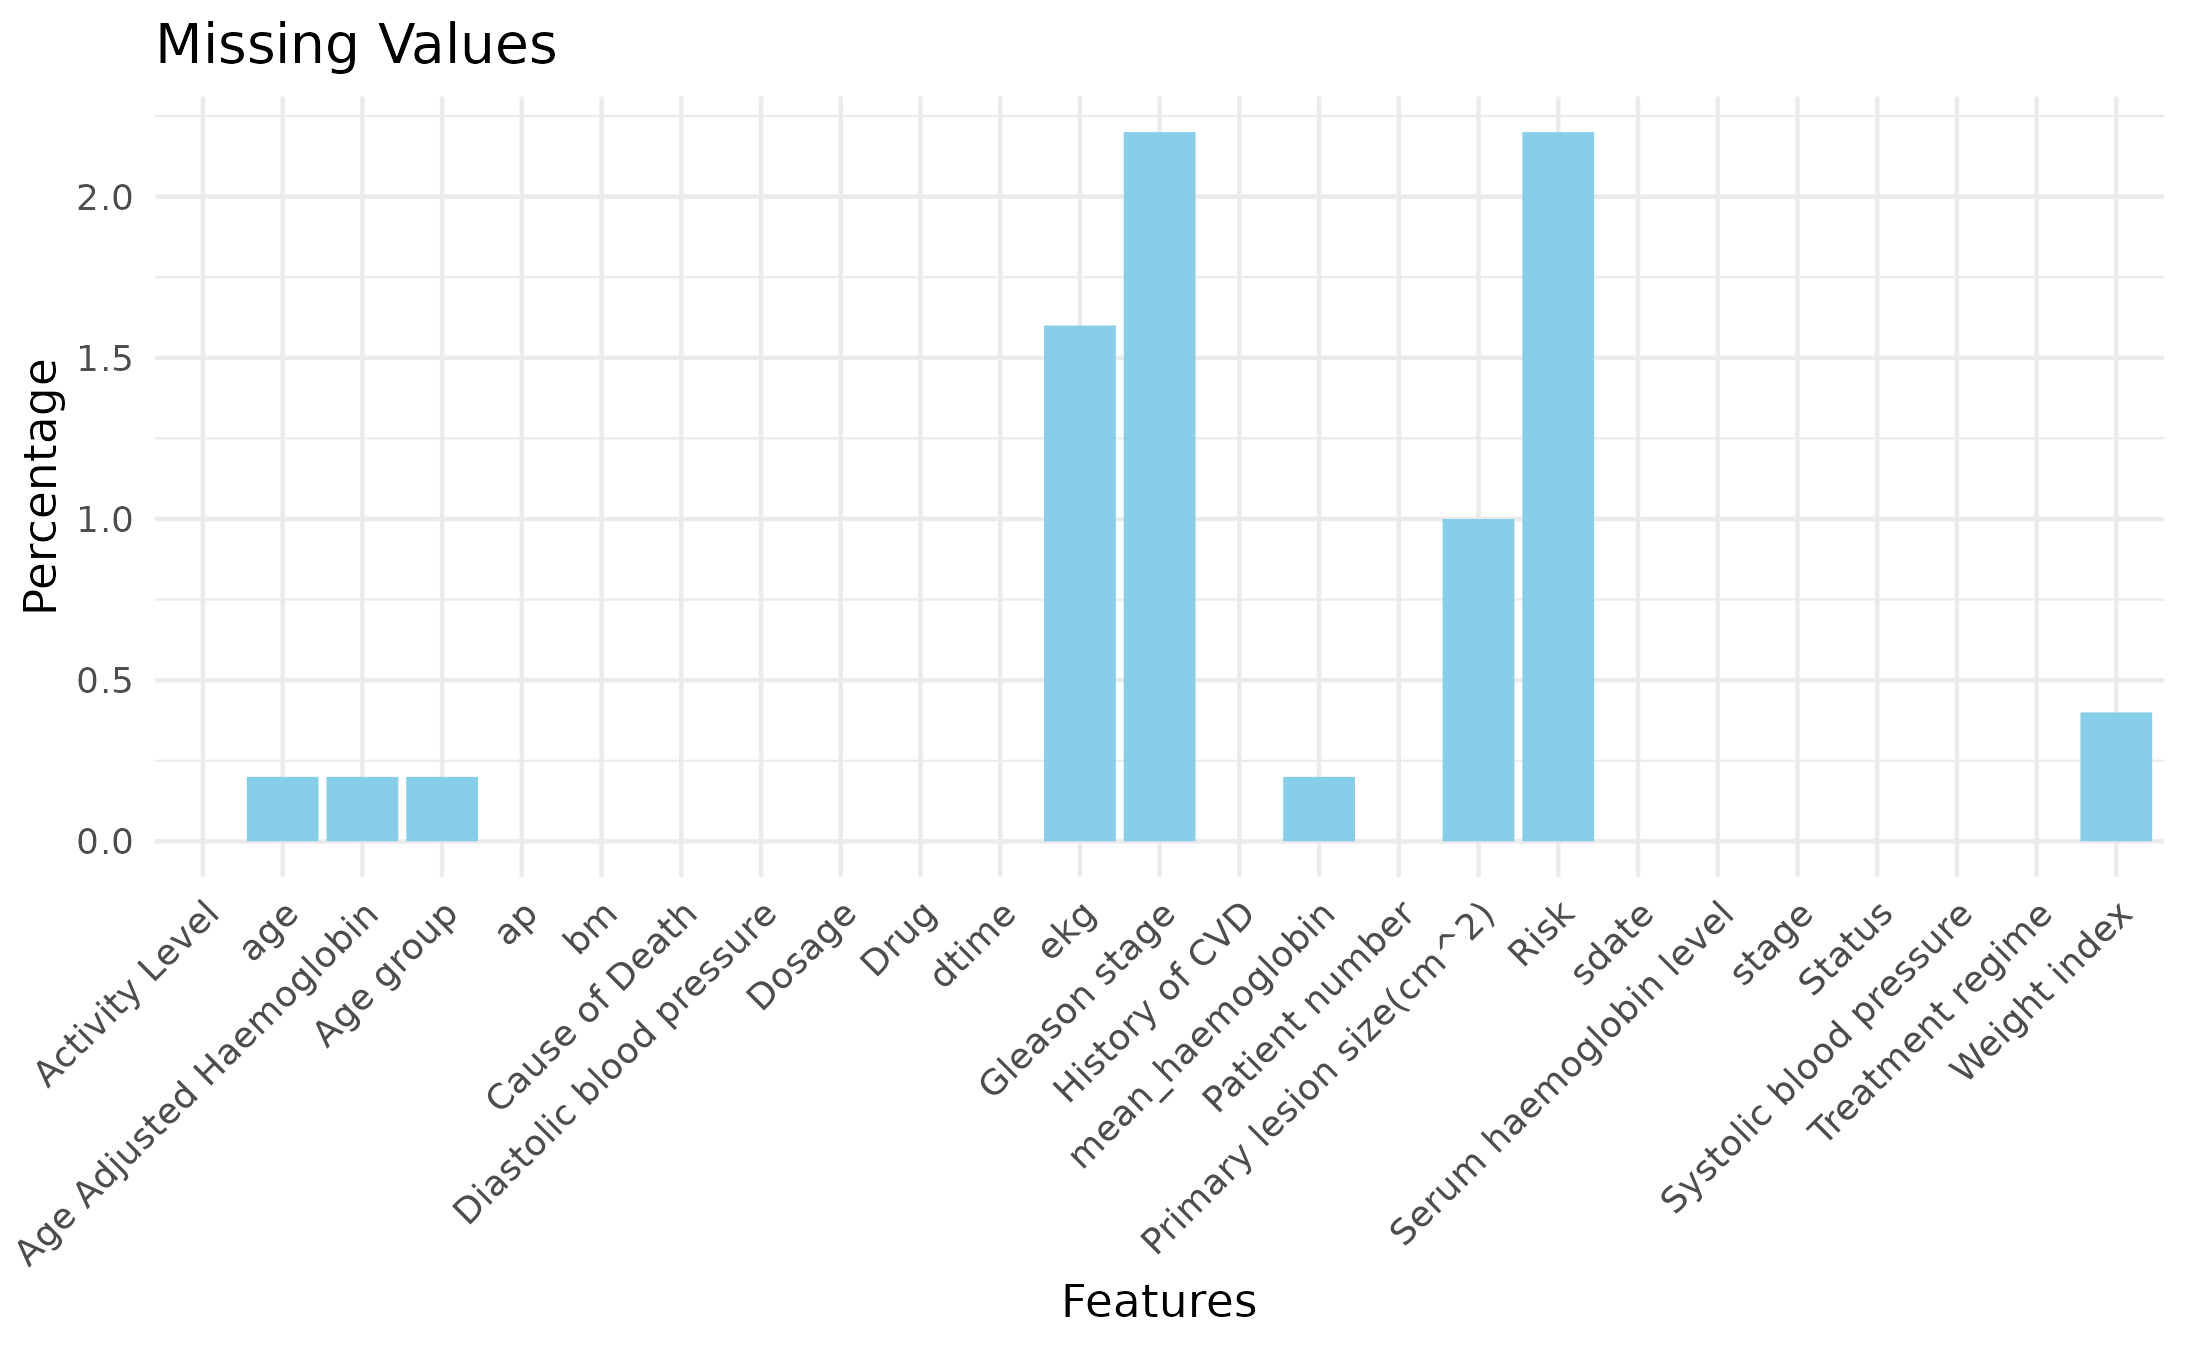 Missing Values
Percentage
2.0
1.5
1.0
0.5
0.0
Activity Level
age
Age Adjusted Haemoglobin
Age group
ap
bm
Cause of Death
Diastolic blood pressure
Dosage
Drug
dtime
ekg
Gleason stage
History of CVD
mean_haemoglobin
Patient number
Primary lesion size(cm^2)
Risk
sdate
Serum haemoglobin level
stage
Status
Systolic blood pressure
Treatment regime
Weight index
Features